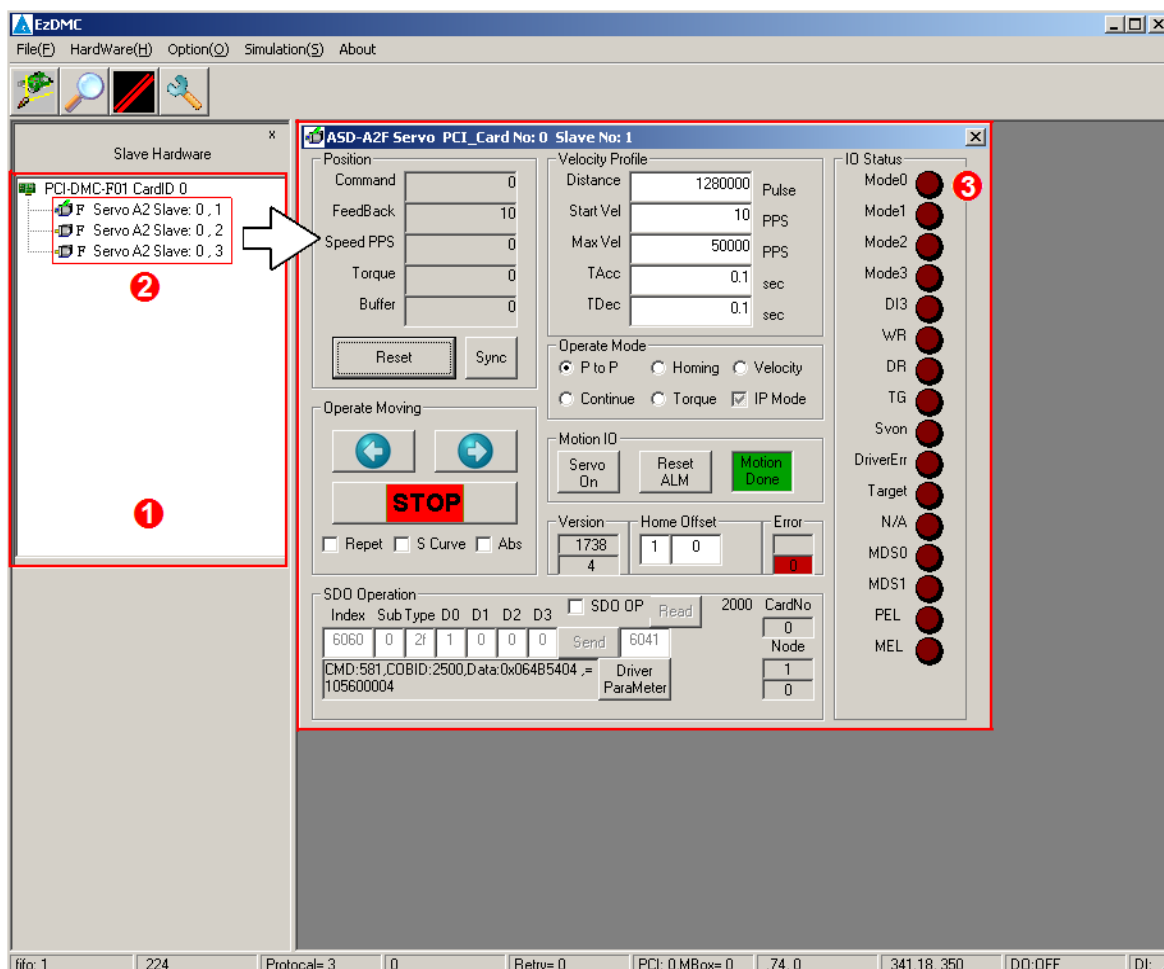 EzDMC
File(F) HardWare(H) Option(O) Simulation(S) About
x
Slave Hardware
PCI-DMC-F01 CardID 0
F Servo A2 Slave: 0 , 1
F Servo A2 Slave: 0 , 2
F Servo A2 Slave: 0 , 3
2
1
ASD-A2F Servo PCI_Card No: 0 Slave No: 1
Position
Command 0
FeedBack 10
Speed PPS 0
Torque 0
Buffer 0
Reset Sync
Operate Moving
STOP
Repet S Curve Abs
Velocity Profile
Distance 1280000 Pulse
Start Vel 10 PPS
Max Vel 50000 PPS
TAcc 0.1 sec
TDec 0.1 sec
Operate Mode
P to P Homing Velocity
Continue Torque IP Mode
Motion IO
Servo On
Reset ALM
Motion Done
Version
1738
4
Home Offset
1 0
Error
0
SDO Operation
Index Sub Type D0 D1 D2 D3 SDO OP Read 2000 CardNo
6060 0 2f 1 0 0 0 Send 6041 0
Node
CMD:581,COBID:2500,Data:0x064B5404 ,=
105600004
Driver ParaMeter
1
0
IO Status
3
Mode0
Mode1
Mode2
Mode3
DI3
WR
DR
TG
Svon
DriverErr
Target
N/A
MDS0
MDS1
PEL
MEL
fifo: 1 224 Protocal= 3 0 Retry= 0 PCI: 0 MBox= 0 .74, 0 341.18, 350 DO:OFF DI: